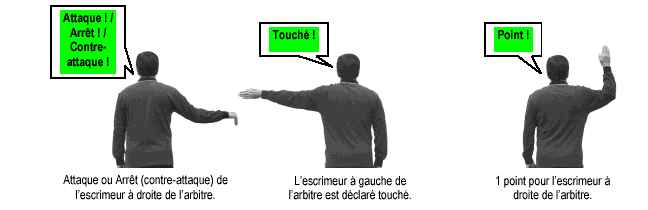 Attaque ! /
Arrêt ! /
Contre-
attaque !
Touché !
Point !
Attaque ou Arrêt (contre-attaque) de
l'escrimeur à droite de l'arbitre.
L'escrimeur à gauche de
l'arbitre est déclaré touché.
1 point pour l'escrimeur à
droite de l'arbitre.